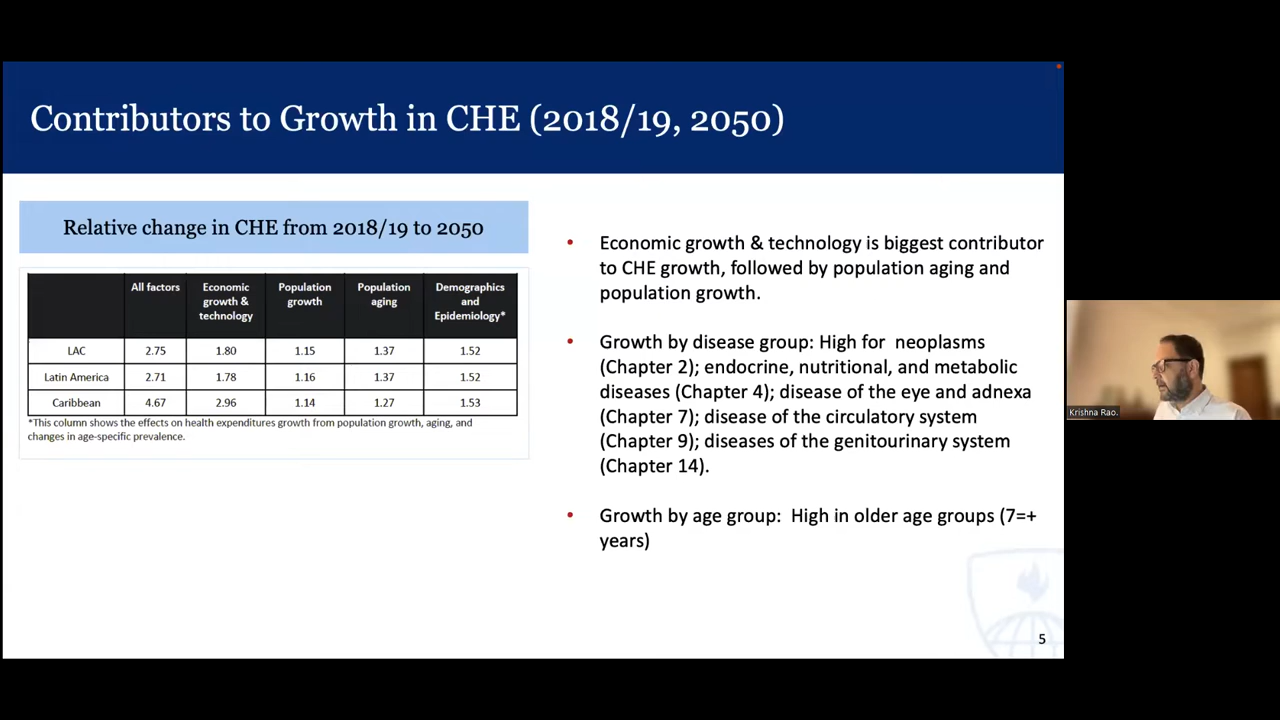 Contributors to Growth in CHE (2018/19, 2050)
Relative change in CHE from 2018/19 to 2050
All factors Economic growth & technology Population growth Population aging Demographics and Epidemiology*
LAC 2.75 1.80 1.15 1.37 1.52
Latin America 2.71 1.78 1.16 1.37 1.52
Caribbean 4.67 2.96 1.14 1.27 1.53
*This column shows the effects on health expenditures growth from population growth, aging, and
changes in age-specific prevalence.
• Economic growth & technology is biggest contributor
to CHE growth, followed by population aging and
population growth.
• Growth by disease group: High for neoplasms
(Chapter 2); endocrine, nutritional, and metabolic
diseases (Chapter 4); disease of the eye and adnexa
(Chapter 7); disease of the circulatory system
(Chapter 9); diseases of the genitourinary system
(Chapter 14).
• Growth by age group: High in older age groups (7=+
years)
5
Krishna Rao.